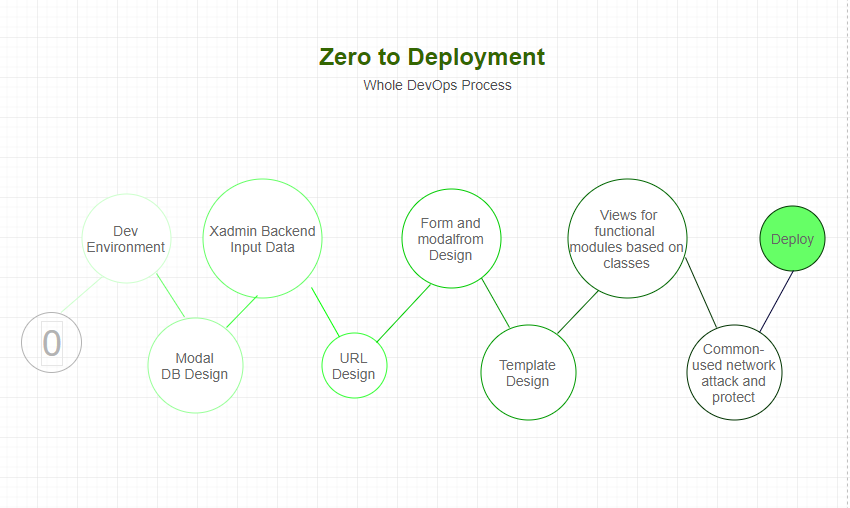 Zero to Deployment
Whole DevOps Process
0
Dev
Environment
Modal
DB Design
Xadmin Backend
Input Data
URL
Design
Form and
modalfrom
Design
Template
Design
Views for
functional
modules based on
classes
Common-
used network
attack and
protect
Deploy